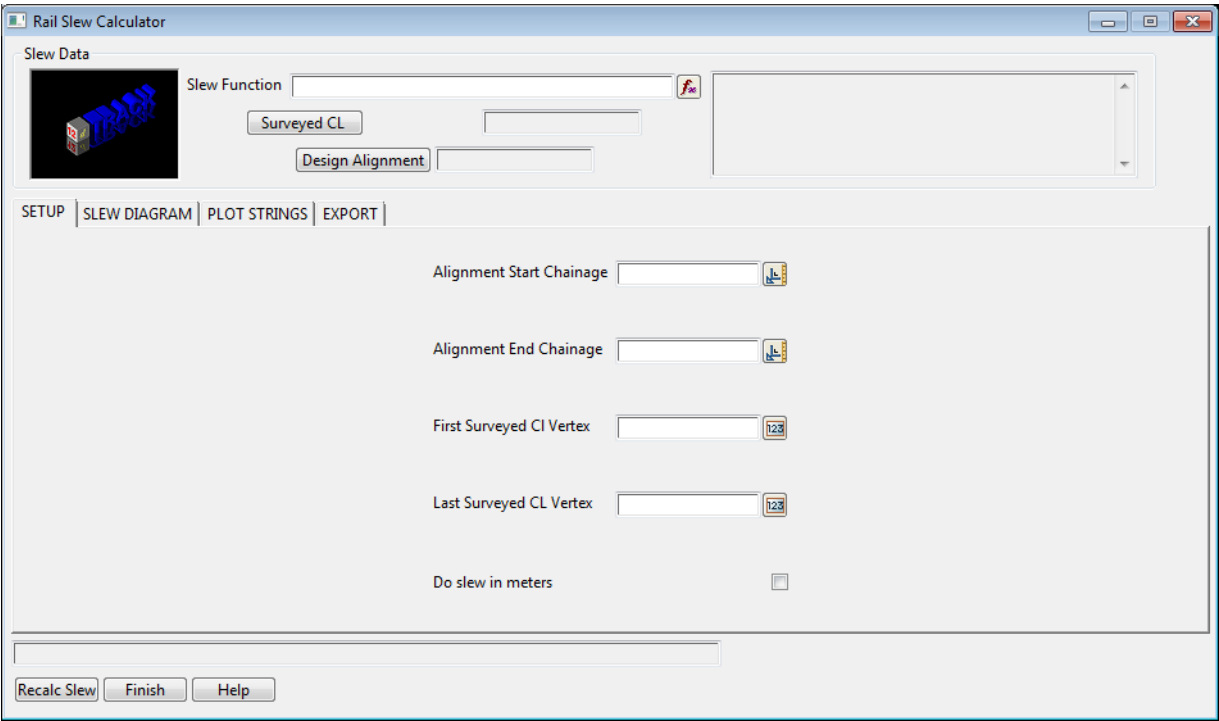 Rail Slew Calculator
Slew Data
Slew Function
Surveyed CL
Design Alignment
SETUP SLEW DIAGRAM PLOT STRINGS EXPORT
Alignment Start Chainage
Alignment End Chainage
First Surveyed Cl Vertex
123
Last Surveyed CL Vertex
123
Do slew in meters
Recalc Slew Finish Help